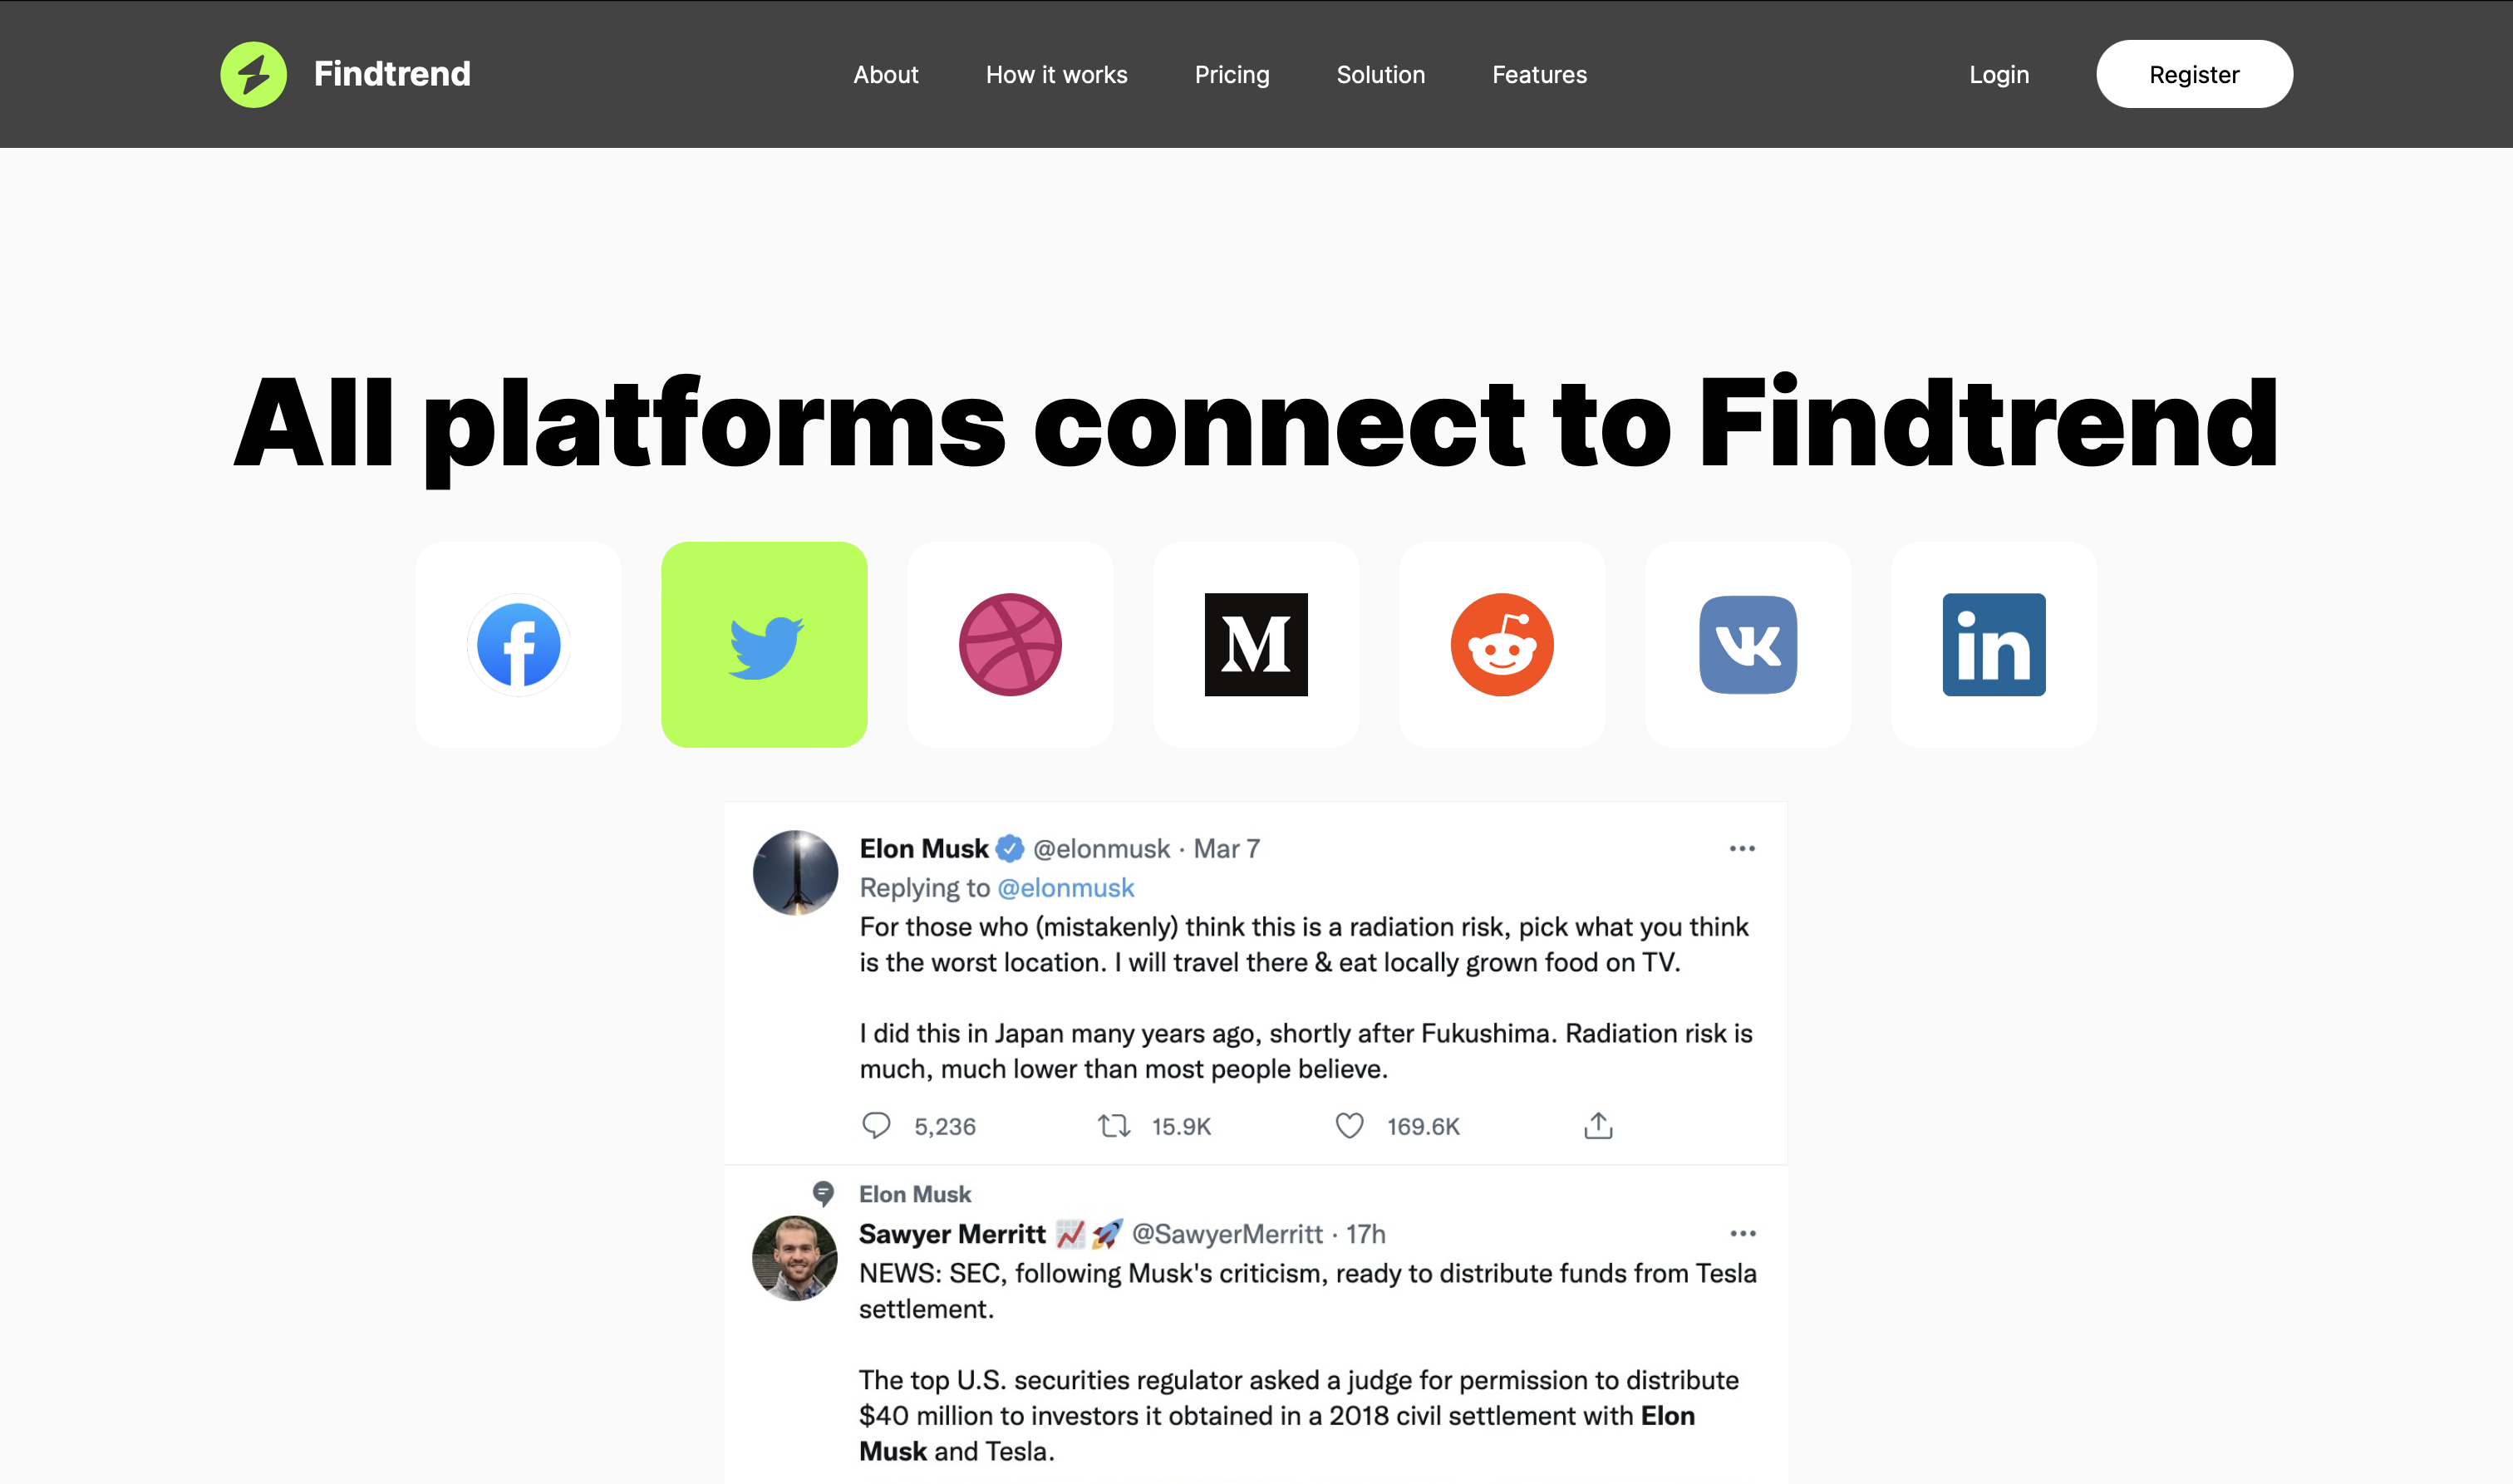 Findtrend
About
How it works
Pricing
Solution
Features
Login
Register
All platforms connect to Findtrend
f
M
VK
in
Elon Musk @elonmusk · Mar 7
Replying to @elonmusk
For those who (mistakenly) think this is a radiation risk, pick what you think
is the worst location. I will travel there & eat locally grown food on TV.
I did this in Japan many years ago, shortly after Fukushima. Radiation risk is
much, much lower than most people believe.
5,236
15.9K
169.6K
Elon Musk
Sawyer Merritt 📈🚀 @SawyerMerritt · 17h
NEWS: SEC, following Musk's criticism, ready to distribute funds from Tesla
settlement.
The top U.S. securities regulator asked a judge for permission to distribute
$40 million to investors it obtained in a 2018 civil settlement with Elon
Musk and Tesla.